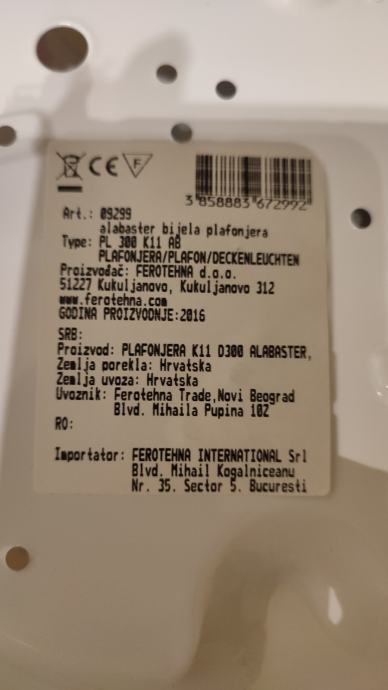 CE F
3 858883 672992
Art.: 09299
alabaster bijela plafonjera
Type: PL 300 K11 AB
PLAFONJERA/PLAFON/DECKENLEUCHTEN
Proizvođač: FEROTEHNA d.o.o.
51227 Kukuljanovo, Kukuljanovo 312
www.ferotehna.com
GODINA PROIZVODNJE:2016
SRB:
Proizvod: PLAFONJERA K11 D300 ALABASTER,
Zemlja porekla: Hrvatska
Zemlja uvoza: Hrvatska
Uvoznik: Ferotehna Trade,Novi Beograd
Blvd. Mihaila Pupina 102
RO:
Importator: FEROTEHNA INTERNATIONAL Srl
Blvd. Mihail Kogalniceanu
Nr. 35. Sector 5. Bucuresti